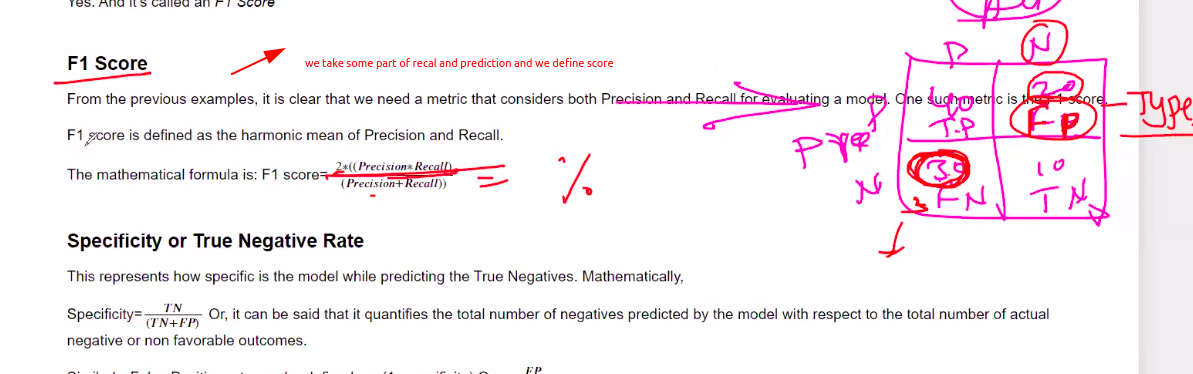 Yes. And it's called an F1 Score
F1 Score
we take some part of recal and prediction and we define score
From the previous examples, it is clear that we need a metric that considers both Precision and Recall for evaluating a model. One such metric is the F1 score.
F1 score is defined as the harmonic mean of Precision and Recall.
The mathematical formula is: F1 score= 2*((Precision*Recall) / (Precision+Recall))
= %
P N
40 20
TP FP Type
Pre P
30 10
N FN TN
Specificity or True Negative Rate
This represents how specific is the model while predicting the True Negatives. Mathematically,
Specificity= TN / (TN+FP) Or, it can be said that it quantifies the total number of negatives predicted by the model with respect to the total number of actual
negative or non favorable outcomes.